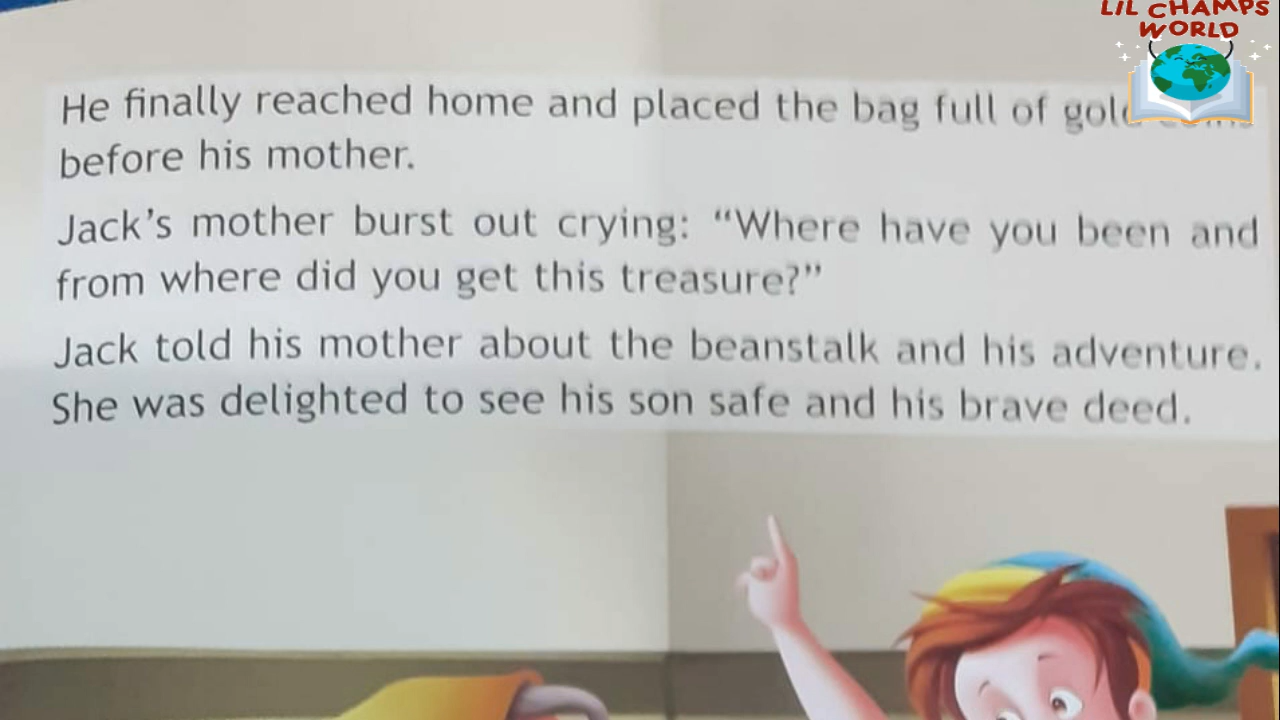 LIL CHAMPS
WORLD
He finally reached home and placed the bag full of gold
before his mother.
Jack's mother burst out crying: “Where have you been and
from where did you get this treasure?”
Jack told his mother about the beanstalk and his adventure.
She was delighted to see his son safe and his brave deed.